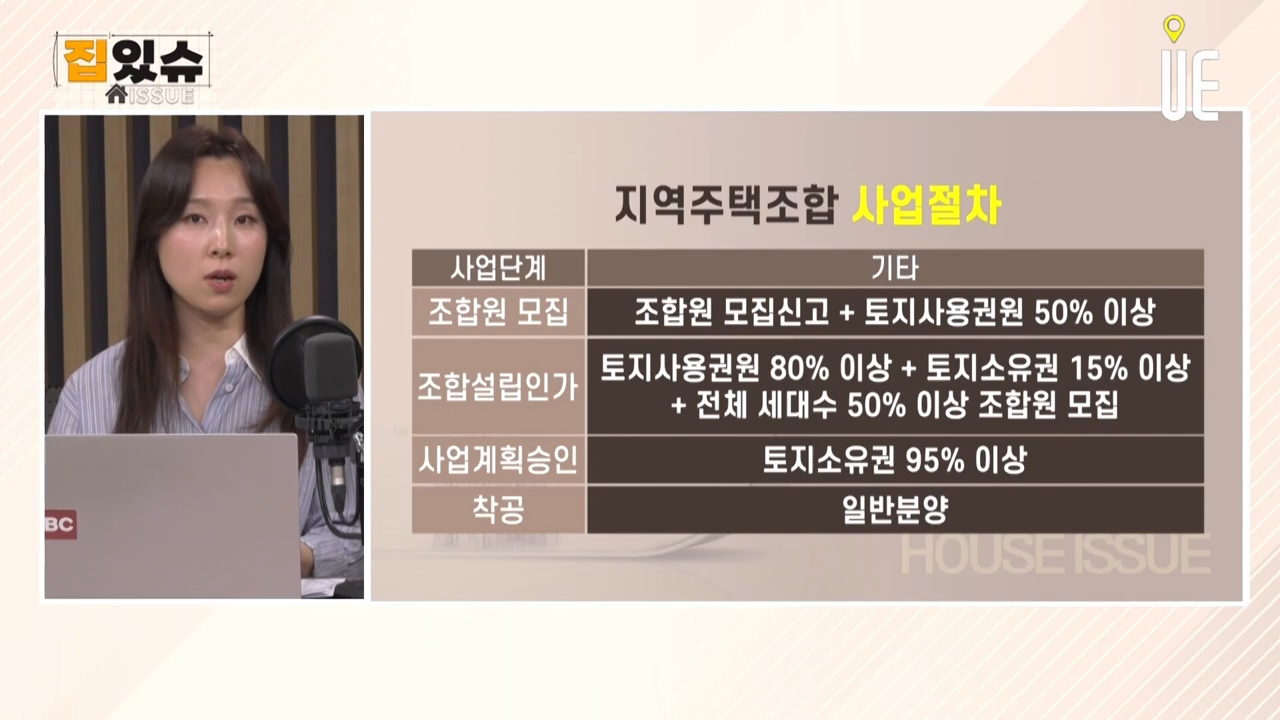 집있슈
ISSUE
UE
지역주택조합 사업절차
사업단계 기타
조합원 모집 조합원 모집신고 + 토지사용권원 50% 이상
조합설립인가 토지사용권원 80% 이상 + 토지소유권 15% 이상
+ 전체 세대수 50% 이상 조합원 모집
사업계획승인 토지소유권 95% 이상
착공 일반분양
BC
HOUSE ISSUE